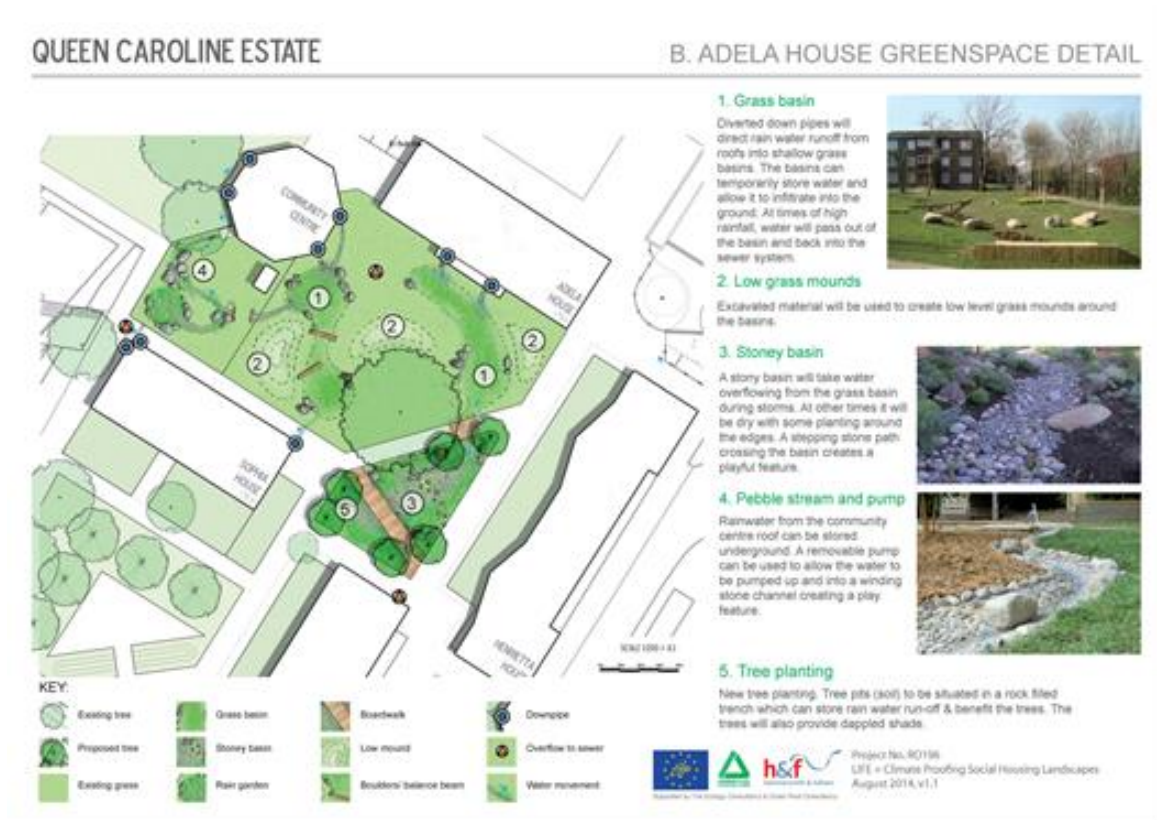 QUEEN CAROLINE ESTATE
B. ADELA HOUSE GREENSPACE DETAIL
1. Grass basin
Diverted down pipes will
direct rain water runoff from
roofs into shallow grass
basins. The basins can
temporarily store water and
allow it to infiltrate into the
ground. At times of high
rainfall, water will pass out of
the basin and back into the
sewer system.
2. Low grass mounds
Excavated material will be used to create low level grass mounds around
the basins.
3. Stoney basin
A stony basin will take water
overflowing from the grass basin
during storms. At other times it will
be dry with some planting around
the edges. A stepping stone path
crossing the basin creates a
playful feature.
4. Pebble stream and pump
Rainwater from the community
centre roof can be stored
underground. A removable pump
can be used to allow the water to
be pumped up and into a winding
stone channel creating a play
feature.
5. Tree planting
New tree planting. Tree pits (soil) to be situated in a rock filled
trench which can store rain water run-off & benefit the trees. The
trees will also provide dappled shade.
COMMUNITY
CENTRE
ADELA
HOUSE
SOPHIA
HOUSE
HENRIETTA
HOUSE
4
1
2
2
2
1
5
3
KEY:
Existing tree
Grass basin
Boardwalk
Downpipe
Proposed tree
Stoney basin
Low mound
Overflow to sewer
Existing grass
Rain garden
Boulders/ balance beam
Water movement
h&f
Project No. RO196
LIFE + Climate Proofing Social Housing Landscapes
August 2014, v1.1